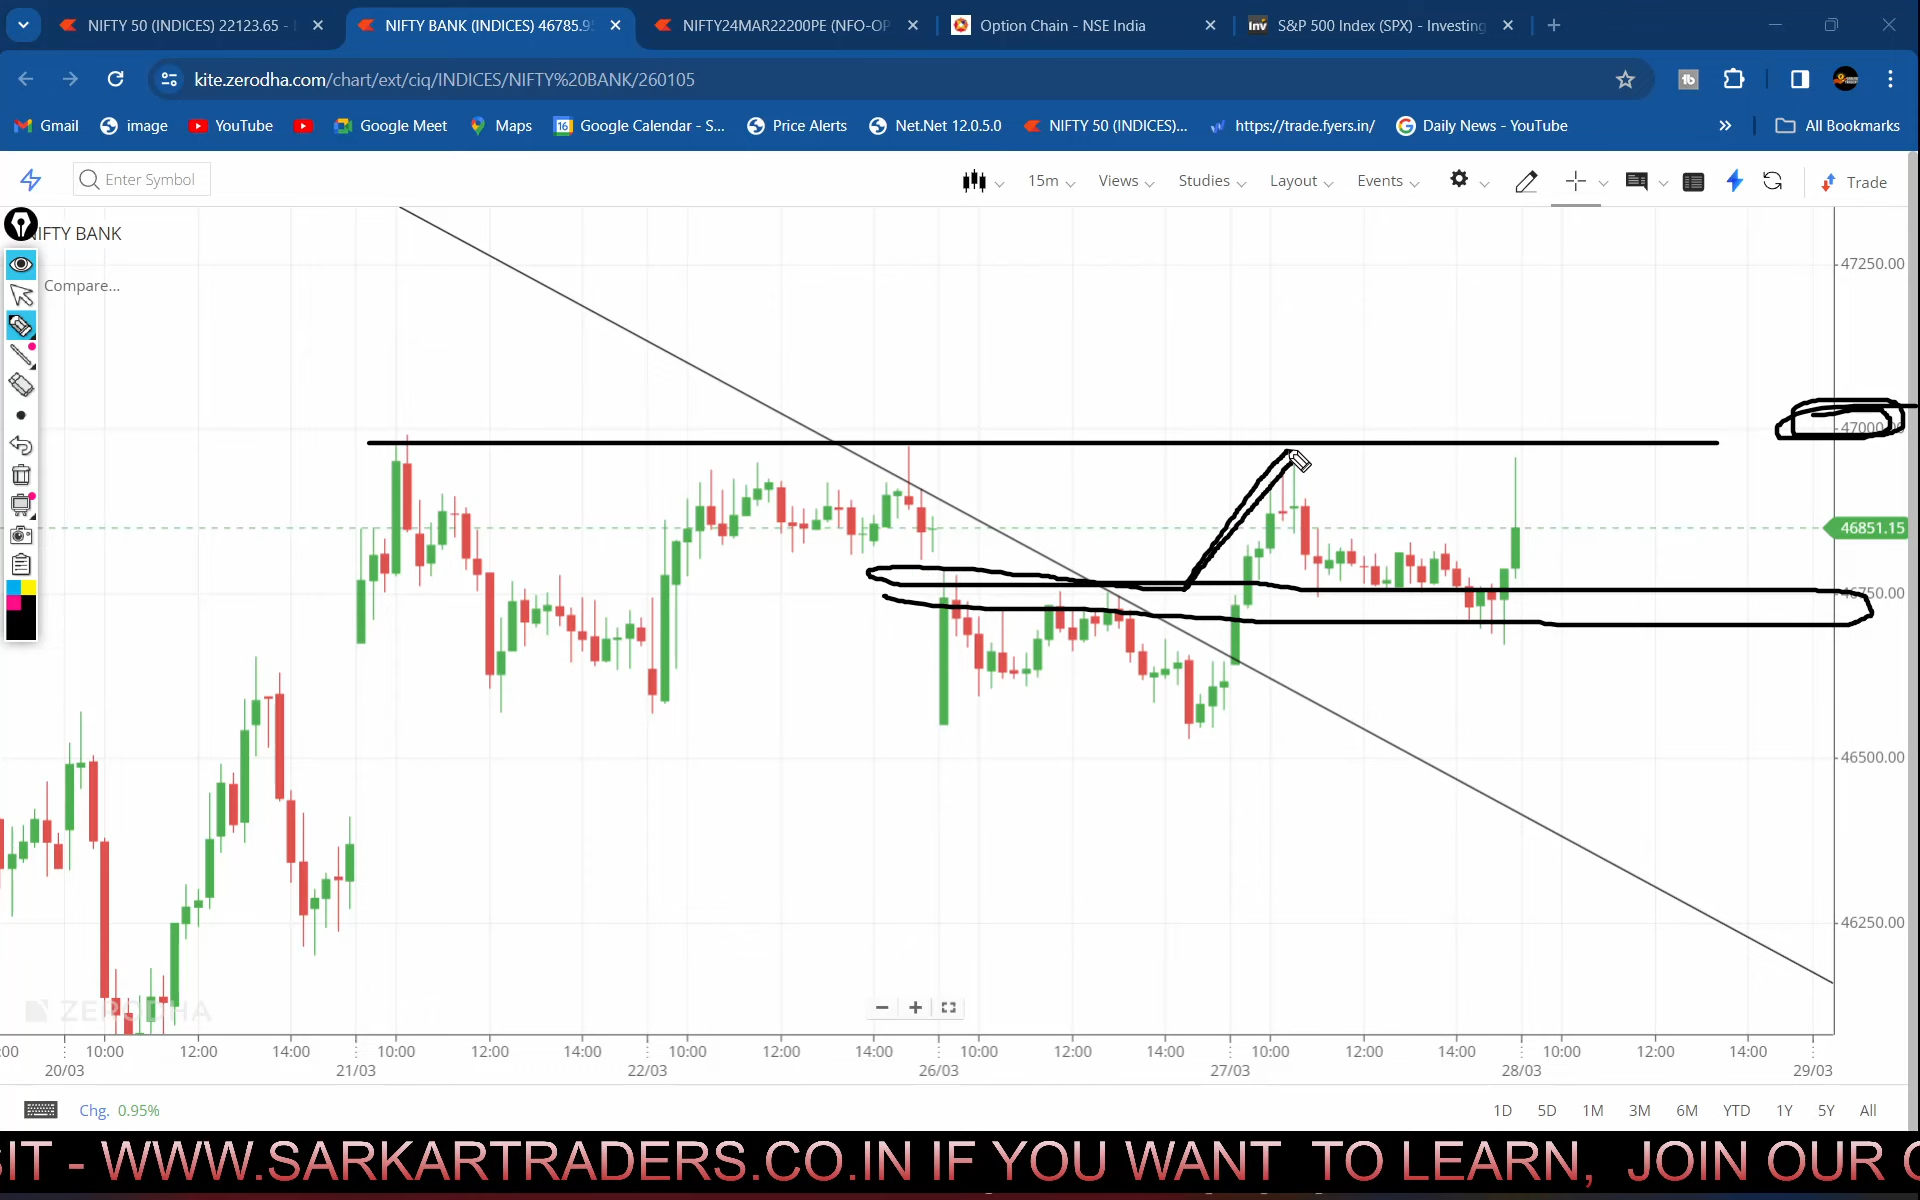 NIFTY 50 (INDICES) 22123.65 -
NIFTY BANK (INDICES) 46785.9
NIFTY24MAR22200PE (NFO-OP
Option Chain - NSE India
Inv
S&P 500 Index (SPX) - Investing
kite.zerodha.com/chart/ext/ciq/INDICES/NIFTY%20BANK/260105
tb
Gmail
image
YouTube
Google Meet
Maps
16
Google Calendar - S...
Price Alerts
Net.Net 12.0.5.0
NIFTY 50 (INDICES)...
https://trade.fyers.in/
Daily News - YouTube
All Bookmarks
Enter Symbol
15m
Views
Studies
Layout
Events
Trade
NIFTY BANK
Compare...
47250.00
47000.00
46851.15
46750.00
46500.00
46250.00
ZERODHA
:00 10:00 12:00 14:00 10:00 12:00 14:00 10:00 12:00 14:00 10:00 12:00 14:00 10:00 12:00 14:00 10:00 12:00 14:00
20/03 21/03 22/03 26/03 27/03 28/03 29/03
Chg. 0.95%
1D 5D 1M 3M 6M YTD 1Y 5Y All
SIT - WWW.SARKARTRADERS.CO.IN IF YOU WANT TO LEARN, JOIN OUR